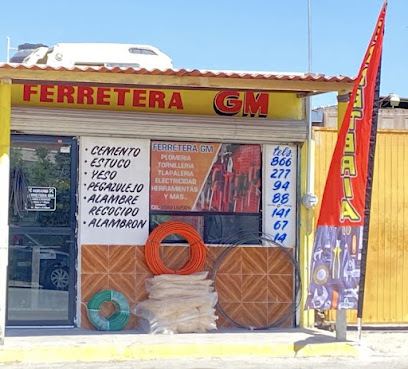 FERRETERA GM
• CEMENTO
• ESTUCO
• YESO
• PEGAZULEJO
• ALAMBRE
RECOCIDO
• ALAMBRON
FERRETERA GM
PLOMERIA
TORNILLERIA
TLAPALERIA
ELECTRICIDAD
HERRAMIENTAS
Y MAS..
tels
866
277
94
88
141
67
14